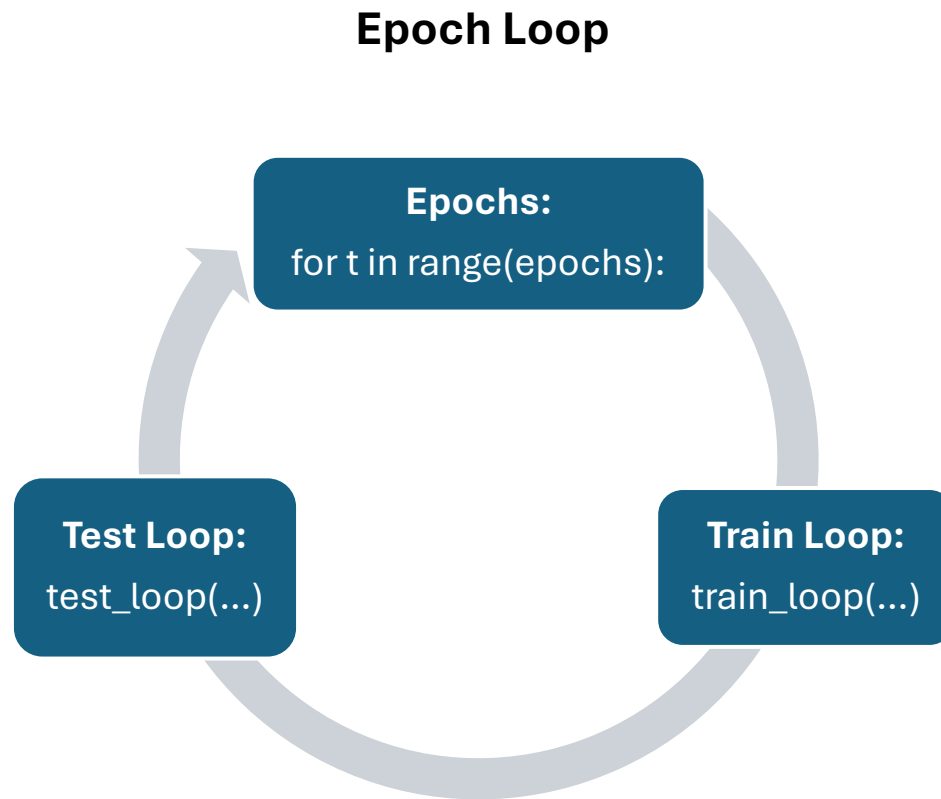 Epoch Loop
Epochs:
for t in range(epochs):
Test Loop:
test_loop(...)
Train Loop:
train_loop(...)